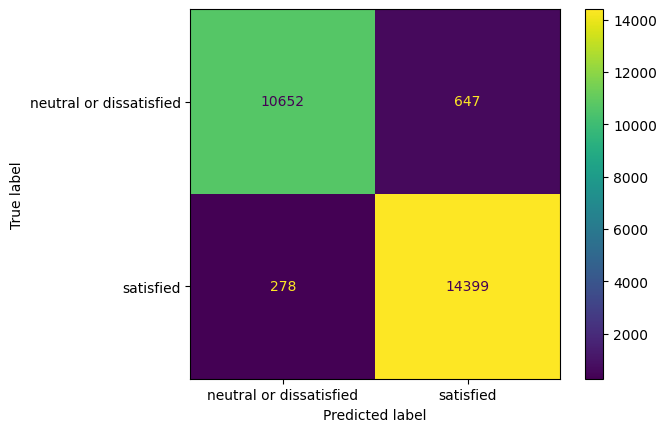 True label
neutral or dissatisfied
10652
647
satisfied
278
14399
neutral or dissatisfied
satisfied
Predicted label
14000
12000
10000
8000
6000
4000
2000